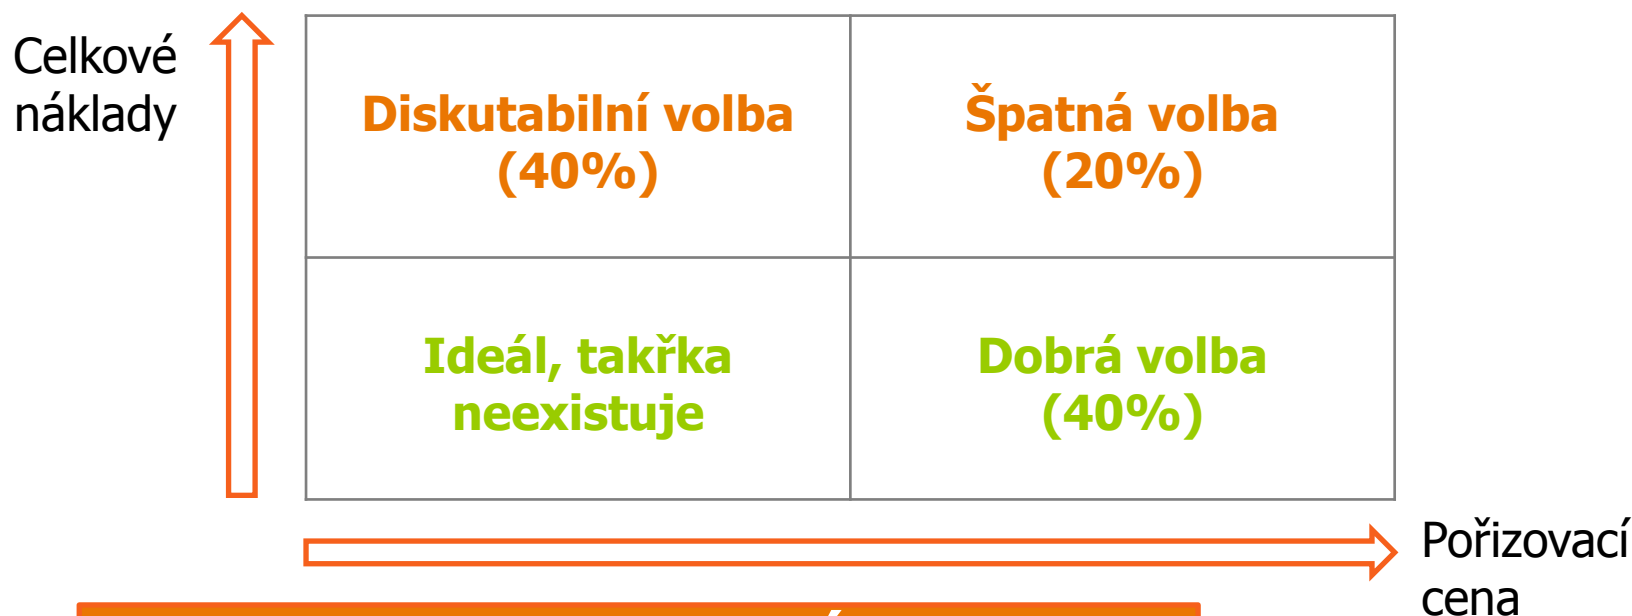 Celkové
náklady
Diskutabilní volba
(40%)
Špatná volba
(20%)
Ideál, takřka
neexistuje
Dobrá volba
(40%)
Pořizovací
cena